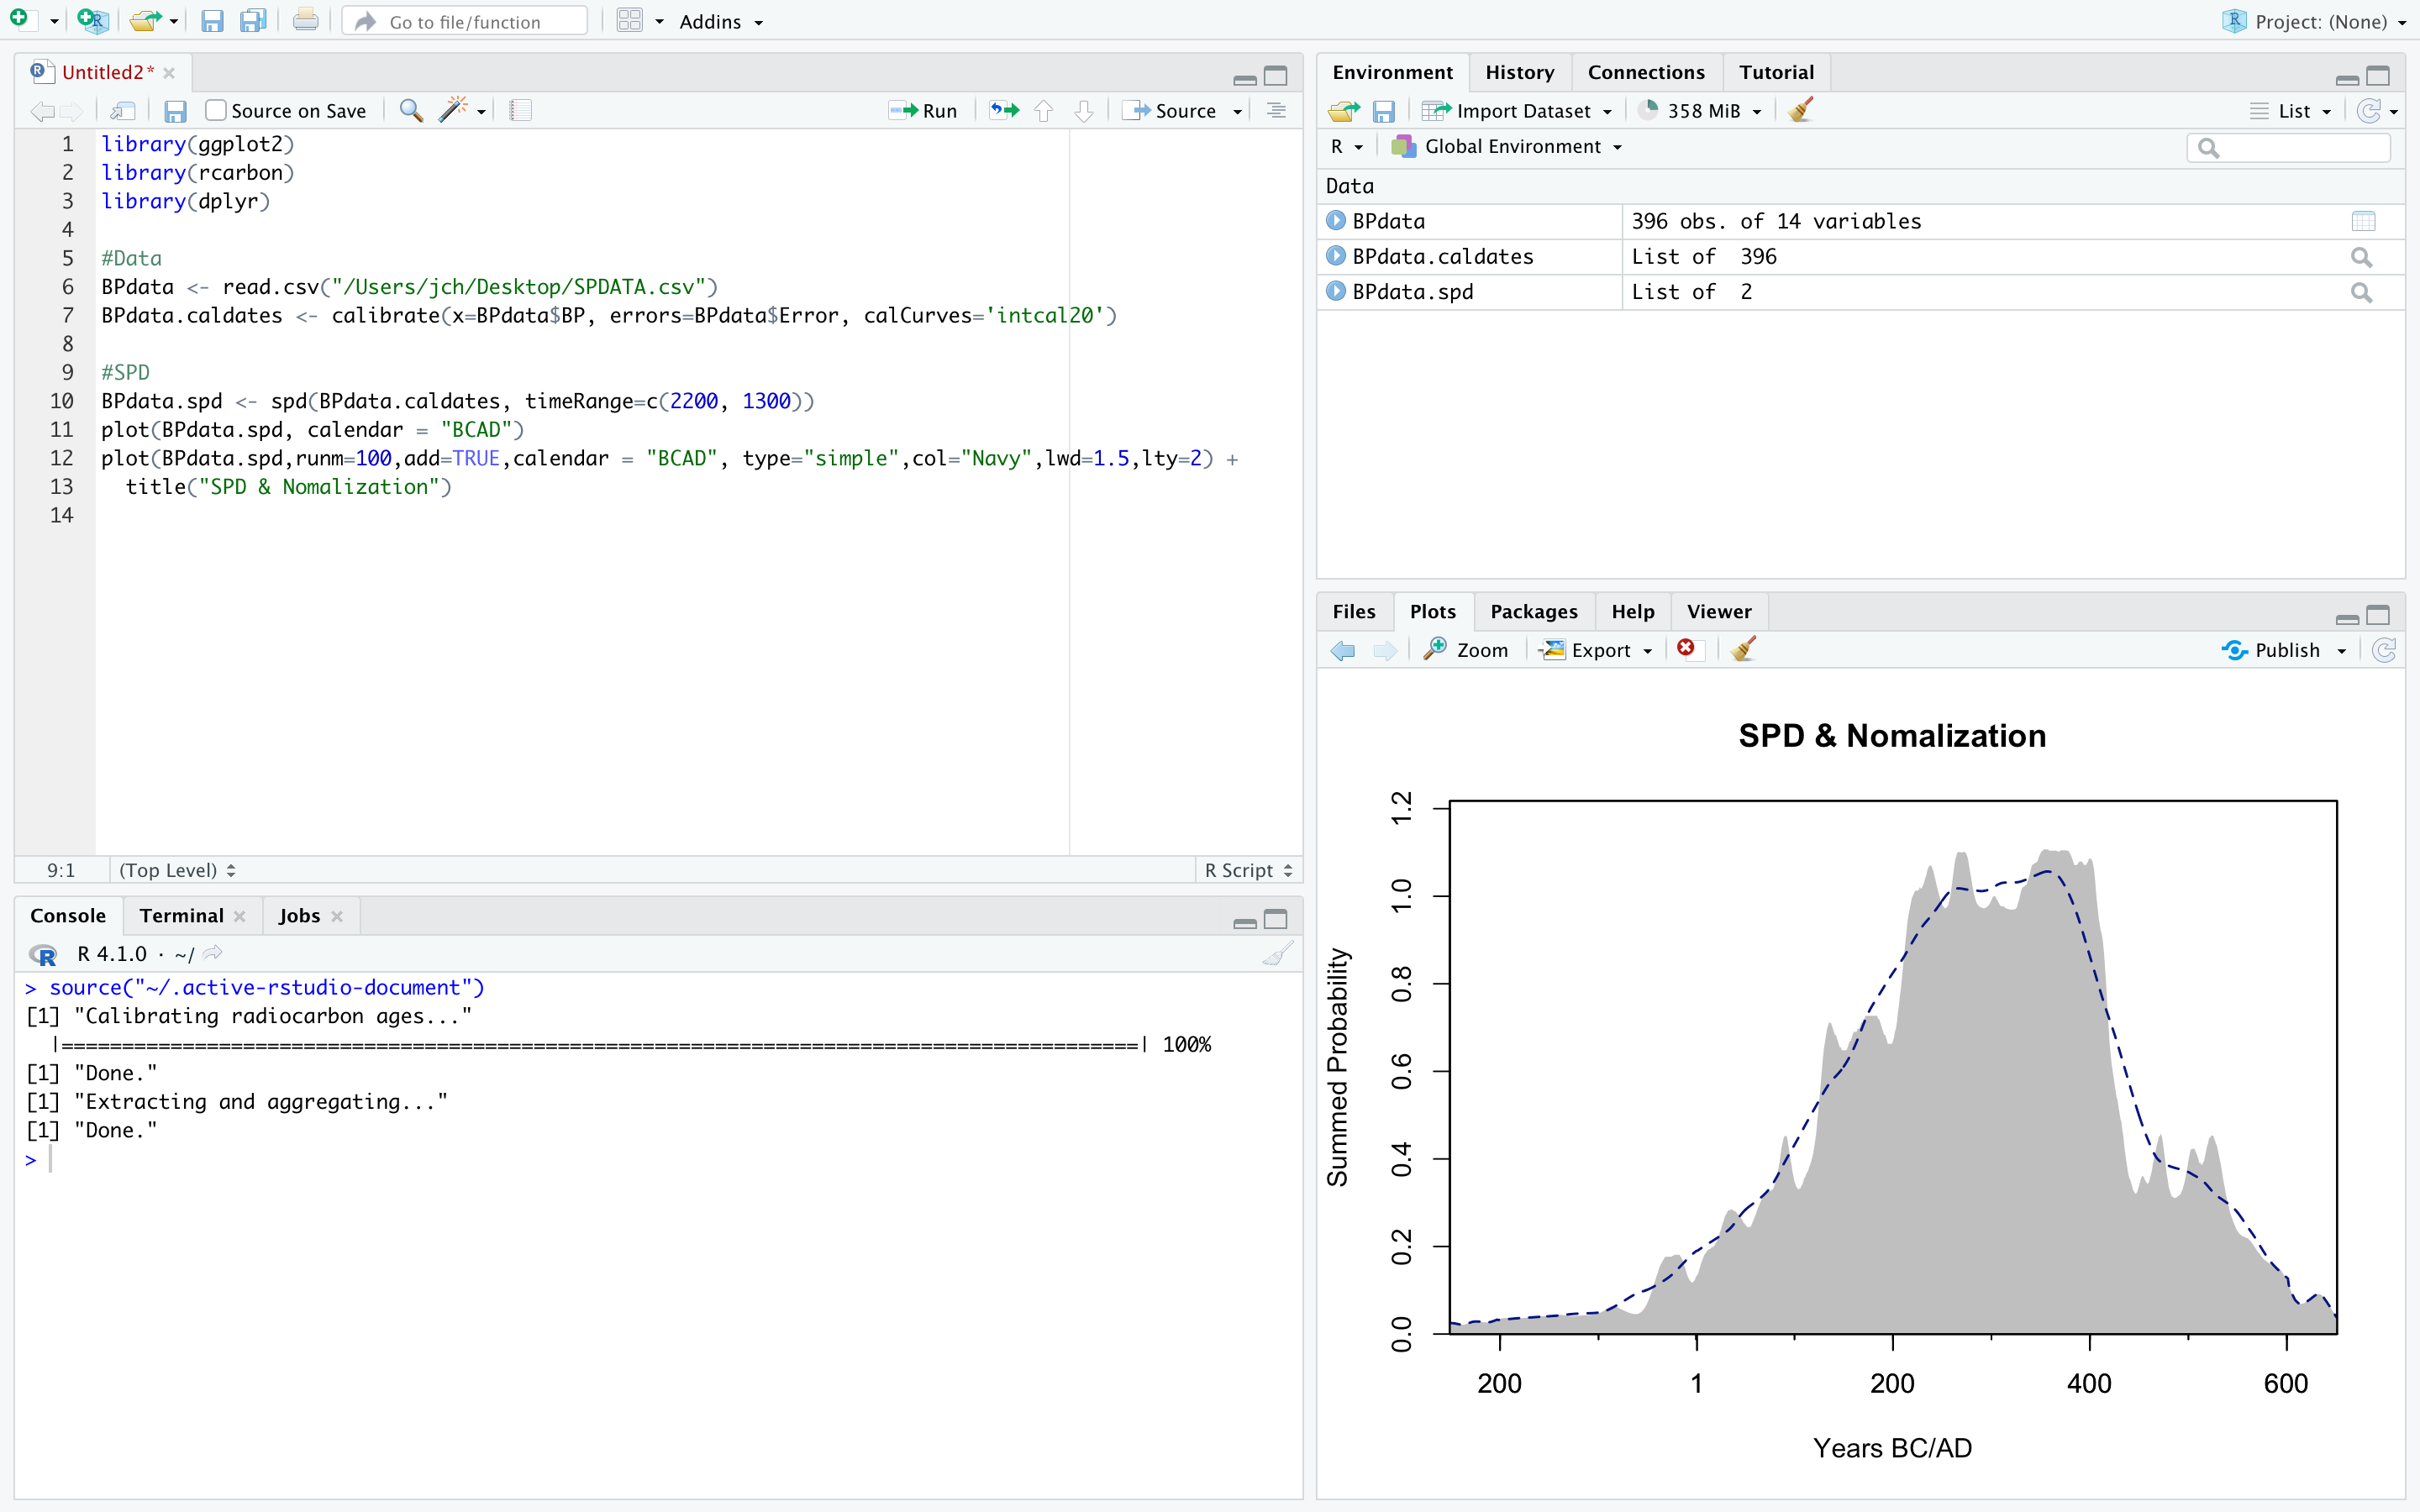 Go to file/function
Addins
Project: (None)
Untitled2*
Source on Save
Run
Source
1 library(ggplot2)
2 library(rcarbon)
3 library(dplyr)
4
5 #Data
6 BPdata <- read.csv("/Users/jch/Desktop/SPDATA.csv")
7 BPdata.caldates <- calibrate(x=BPdata$BP, errors=BPdata$Error, calCurves='intcal20')
8
9 #SPD
10 BPdata.spd <- spd(BPdata.caldates, timeRange=c(2200, 1300))
11 plot(BPdata.spd, calendar = "BCAD")
12 plot(BPdata.spd,runm=100,add=TRUE,calendar = "BCAD", type="simple",col="Navy",lwd=1.5,lty=2) +
13   title("SPD & Nomalization")
14
9:1 (Top Level) R Script
Console Terminal Jobs
R 4.1.0 · ~/
> source("~/.active-rstudio-document")
[1] "Calibrating radiocarbon ages..."
|=========================================================================================| 100%
[1] "Done."
[1] "Extracting and aggregating..."
[1] "Done."
>
Environment History Connections Tutorial
Import Dataset 358 MiB List
R Global Environment
Data
BPdata 396 obs. of 14 variables
BPdata.caldates List of 396
BPdata.spd List of 2
Files Plots Packages Help Viewer
Zoom Export Publish
SPD & Nomalization
Summed Probability
1.2
1.0
0.8
0.6
0.4
0.2
0.0
200 1 200 400 600
Years BC/AD